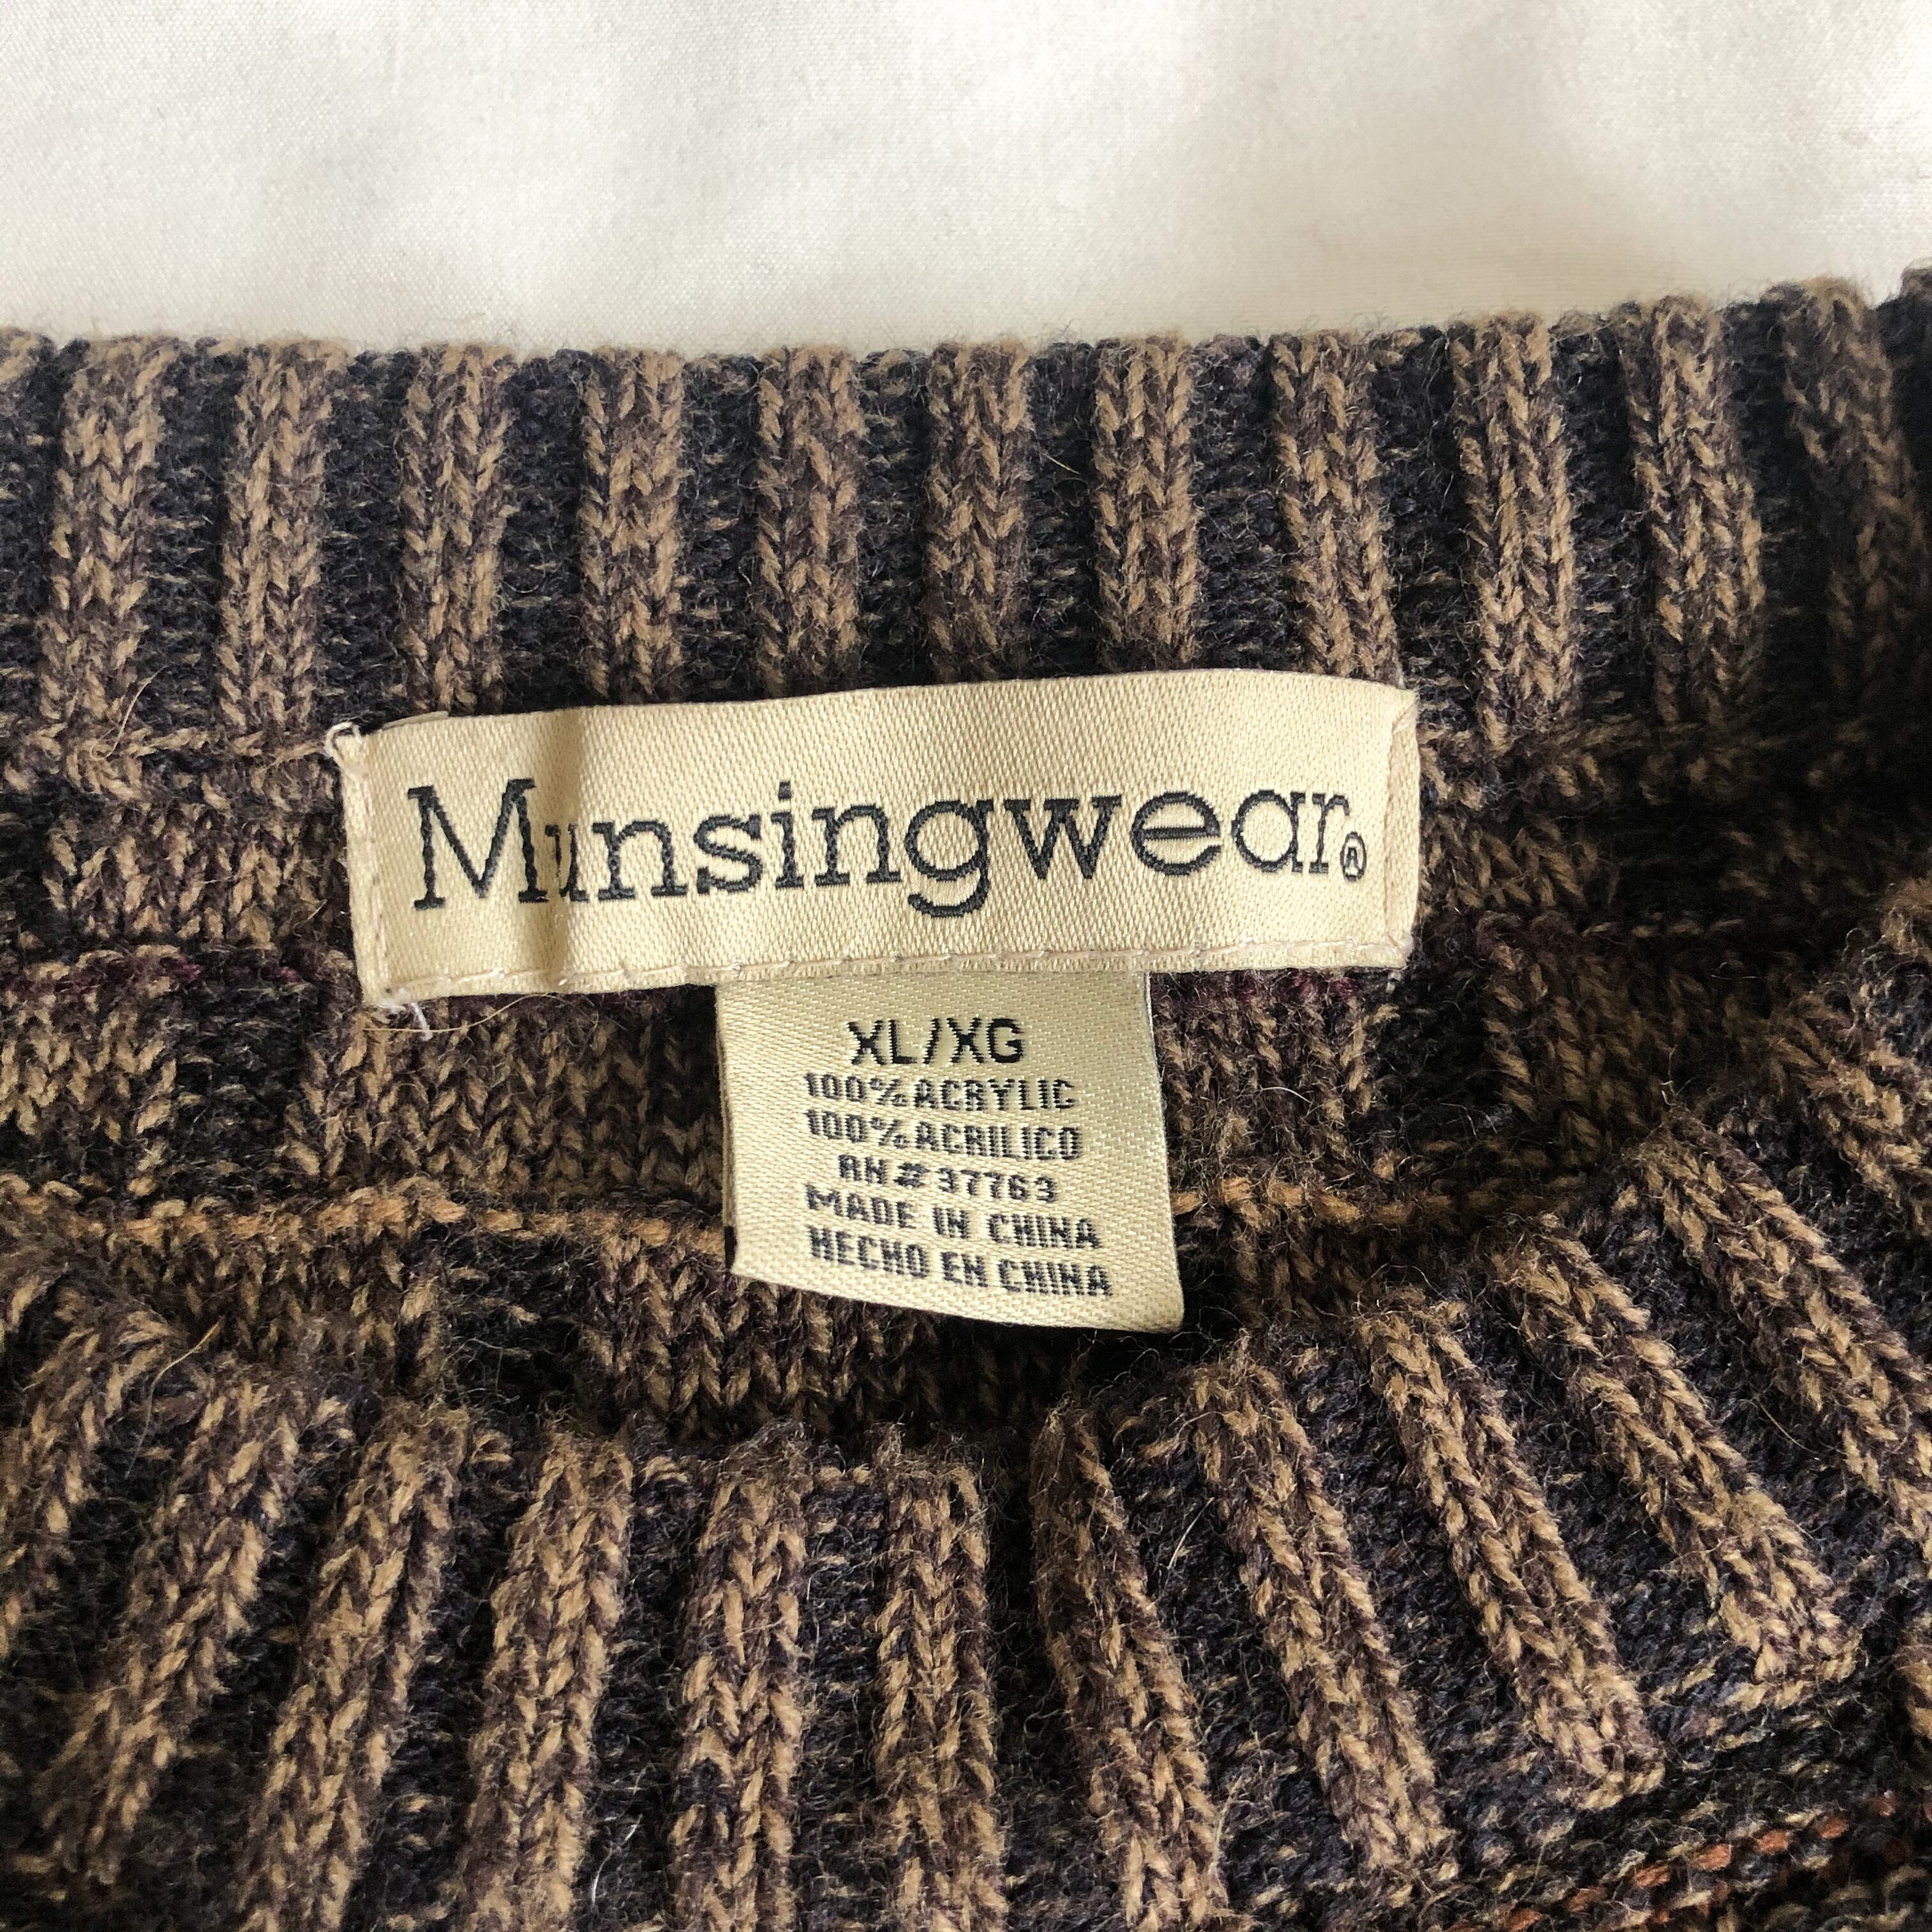 Munsingwear®
XL/XG
100% ACRYLIC
100% ACRILICO
RN# 37763
MADE IN CHINA
HECHO EN CHINA